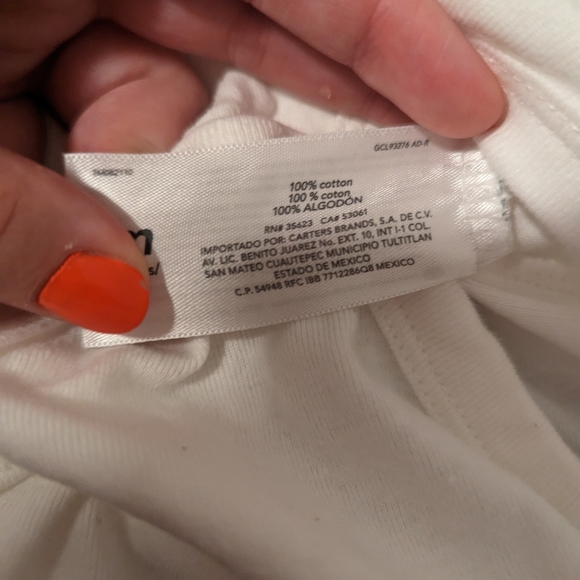 GCL93276 AD-R
100% cotton
100 % coton
100% ALGODÓN
RN# 35623 CA# 53061
IMPORTADO POR: CARTERS BRANDS, S.A. DE C.V.
AV. LIC. BENITO JUAREZ No. EXT. 10, INT I-1 COL.
SAN MATEO CUAUTEPEC MUNICIPIO TULTITLAN
ESTADO DE MEXICO
C.P. 54948 RFC IBB 7712286Q8 MEXICO
m
s/